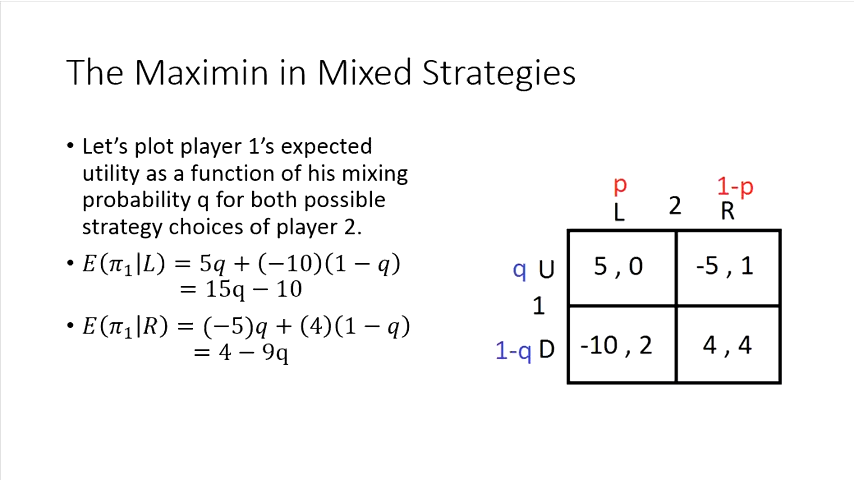 The Maximin in Mixed Strategies
• Let’s plot player 1’s expected
utility as a function of his mixing
probability q for both possible
strategy choices of player 2.
• E(π₁|L) = 5q + (−10)(1 − q)
= 15q − 10
• E(π₁|R) = (−5)q + (4)(1 − q)
= 4 − 9q
p 1-p
L 2 R
q U 5 , 0 -5 , 1
1
1-q D -10 , 2 4 , 4